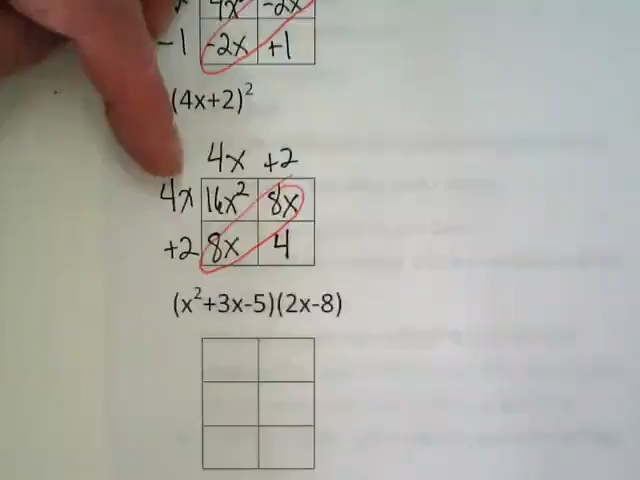 4x² -2x
-1 -2x +1
(4x+2)²
4x +2
4x 16x² 8x
+2 8x 4
(x²+3x-5)(2x-8)